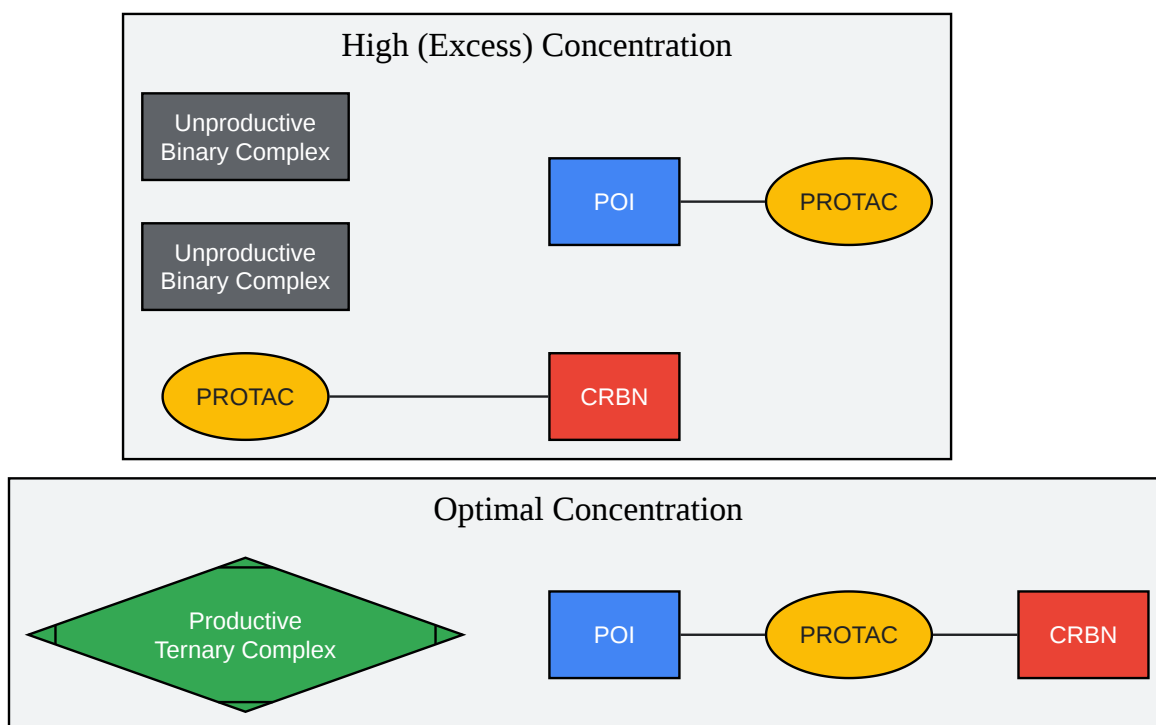 High (Excess) Concentration
Unproductive
Binary Complex
POI
PROTAC
Unproductive
Binary Complex
PROTAC
CRBN
Optimal Concentration
Productive
Ternary Complex
POI
PROTAC
CRBN